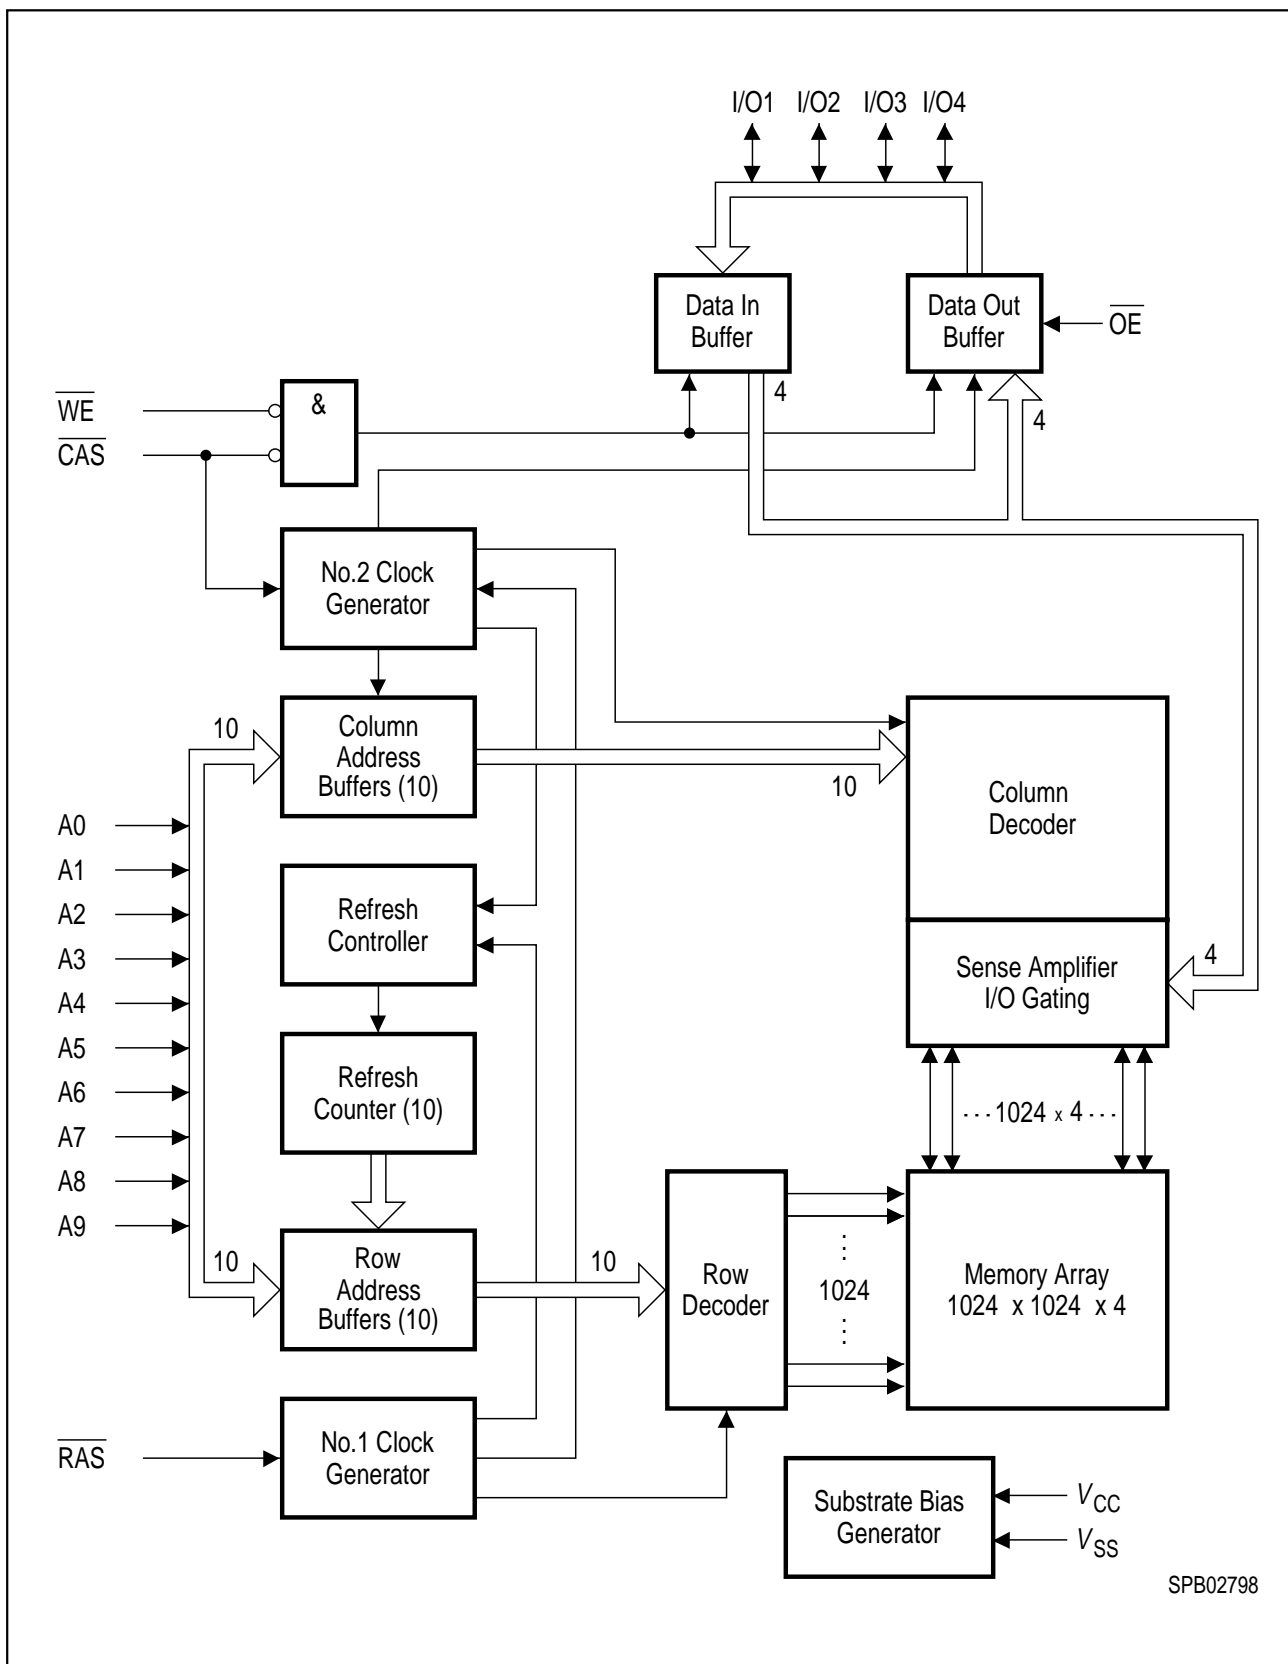 I/O1 I/O2 I/O3 I/O4
Data In
Buffer
Data Out
Buffer
OE
4
4
WE
CAS
&
No.2 Clock
Generator
10
Column
Address
Buffers (10)
10
Column
Decoder
A0
A1
A2
A3
A4
A5
A6
A7
A8
A9
Refresh
Controller
Sense Amplifier
I/O Gating
4
Refresh
Counter (10)
1024 x 4
10
Row
Address
Buffers (10)
10
Row
Decoder
1024
Memory Array
1024 x 1024 x 4
RAS
No.1 Clock
Generator
Substrate Bias
Generator
VCC
VSS
SPB02798